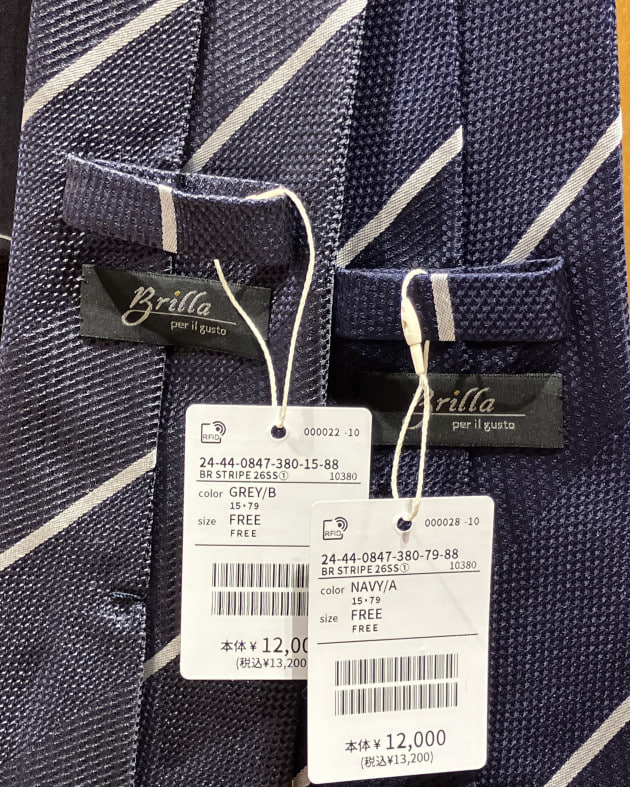 Brilla
per il gusto
Brilla
per il gusto
RFID
000022 -10
24-44-0847-380-15-88
BR STRIPE 26SS① 10380
color GREY/B
15・79
size FREE
FREE
本体¥ 12,00
(税込¥13,200
RFID
000028 -10
24-44-0847-380-79-88
BR STRIPE 26SS① 10380
color NAVY/A
15・79
size FREE
FREE
本体¥ 12,000
(税込¥13,200)